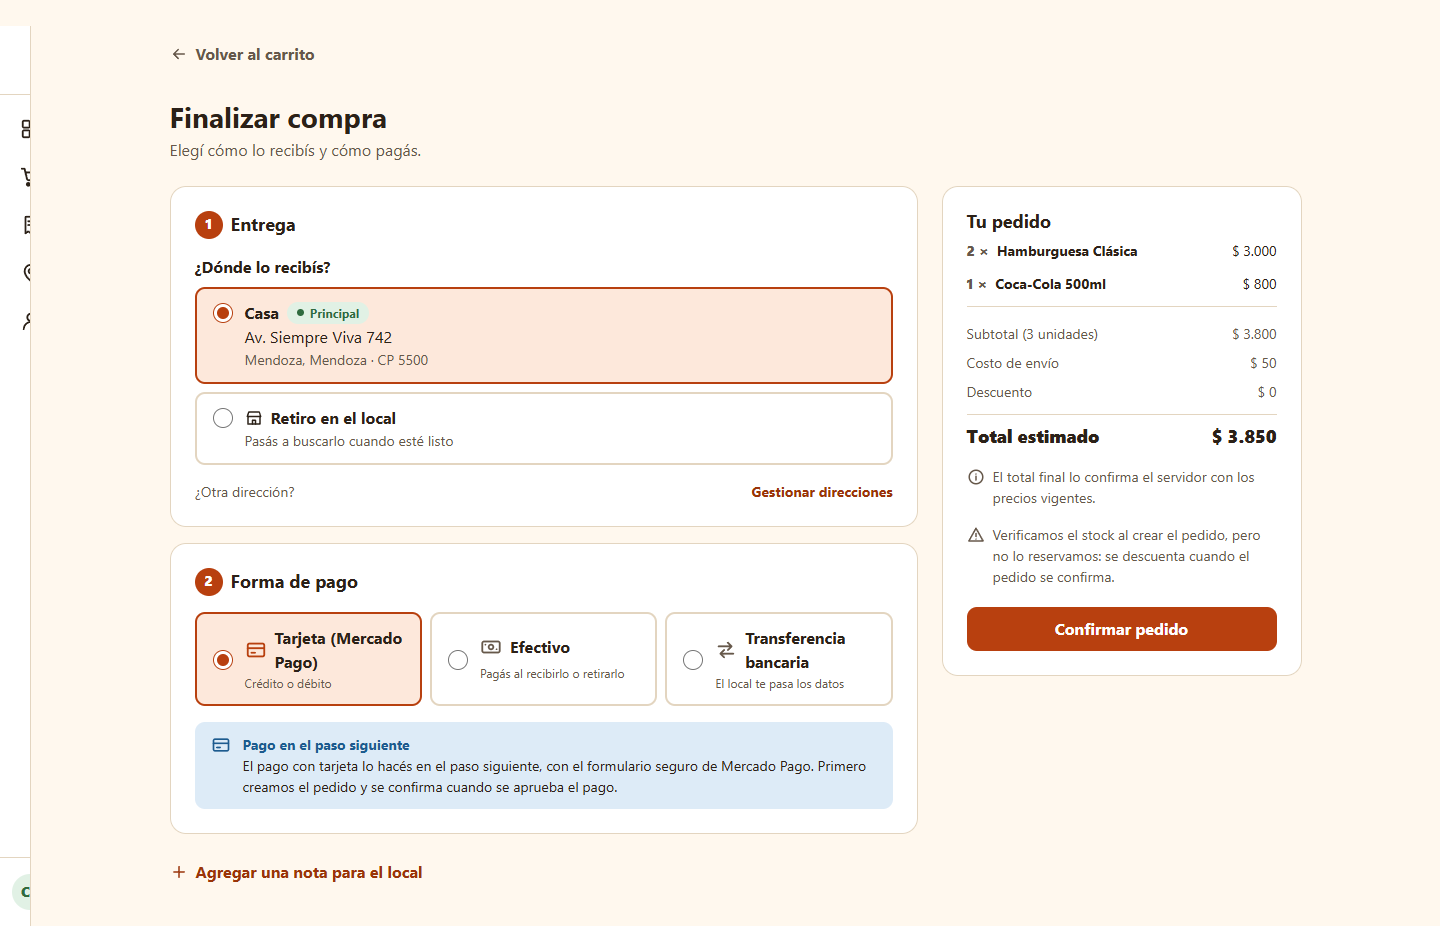 Volver al carrito
Finalizar compra
Elegí cómo lo recibís y cómo pagás.
1 Entrega
¿Dónde lo recibís?
Casa Principal
Av. Siempre Viva 742
Mendoza, Mendoza · CP 5500
Retiro en el local
Pasás a buscarlo cuando esté listo
¿Otra dirección? Gestionar direcciones
2 Forma de pago
Tarjeta (Mercado
Pago)
Crédito o débito
Efectivo
Pagás al recibirlo o retirarlo
Transferencia
bancaria
El local te pasa los datos
Pago en el paso siguiente
El pago con tarjeta lo hacés en el paso siguiente, con el formulario seguro de Mercado Pago. Primero
creamos el pedido y se confirma cuando se aprueba el pago.
Agregar una nota para el local
Tu pedido
2 × Hamburguesa Clásica $ 3.000
1 × Coca-Cola 500ml $ 800
Subtotal (3 unidades) $ 3.800
Costo de envío $ 50
Descuento $ 0
Total estimado $ 3.850
El total final lo confirma el servidor con los
precios vigentes.
Verificamos el stock al crear el pedido, pero
no lo reservamos: se descuenta cuando el
pedido se confirma.
Confirmar pedido